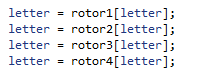 letter = rotor1[letter];
letter = rotor2[letter];
letter = rotor3[letter];
letter = rotor4[letter];